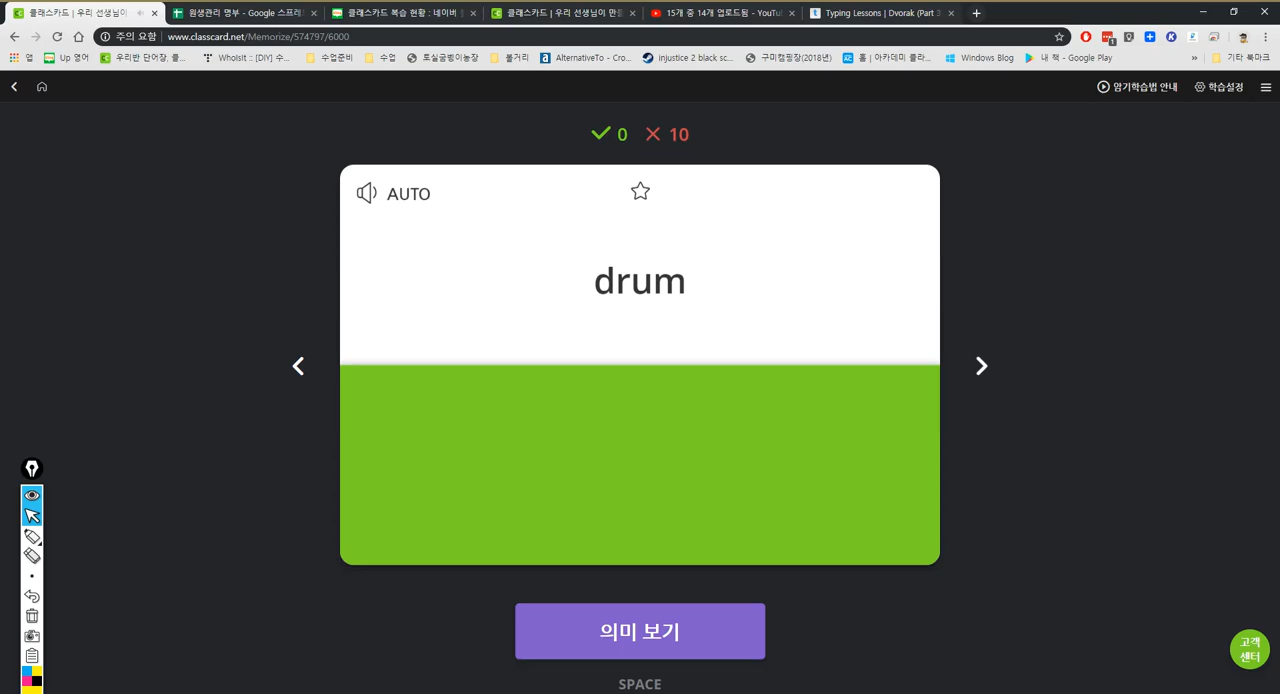 클래스카드 | 우리 선생님이
원생관리 명부 - Google 스프레
클래스카드 복습 현황 : 네이버
클래스카드 | 우리 선생님이 만든
15개 중 14개 업로드됨 - YouTu
Typing Lessons | Dvorak (Part 3
주의 요함 | www.classcard.net/Memorize/574797/6000
앱 Up 영어 우리반 단어장, 클... WhoIst :: [DIY] 수... 수업준비 수업 토실굼벵이농장 볼거리 AlternativeTo - Cro... injustice 2 black sc... 구미캠핑장(2018년) 홈 | 아카데미 클라... Windows Blog 내 책 - Google Play » 기타 북마크
암기학습법 안내 학습설정
0 10
AUTO
drum
의미 보기
SPACE
고객
센터